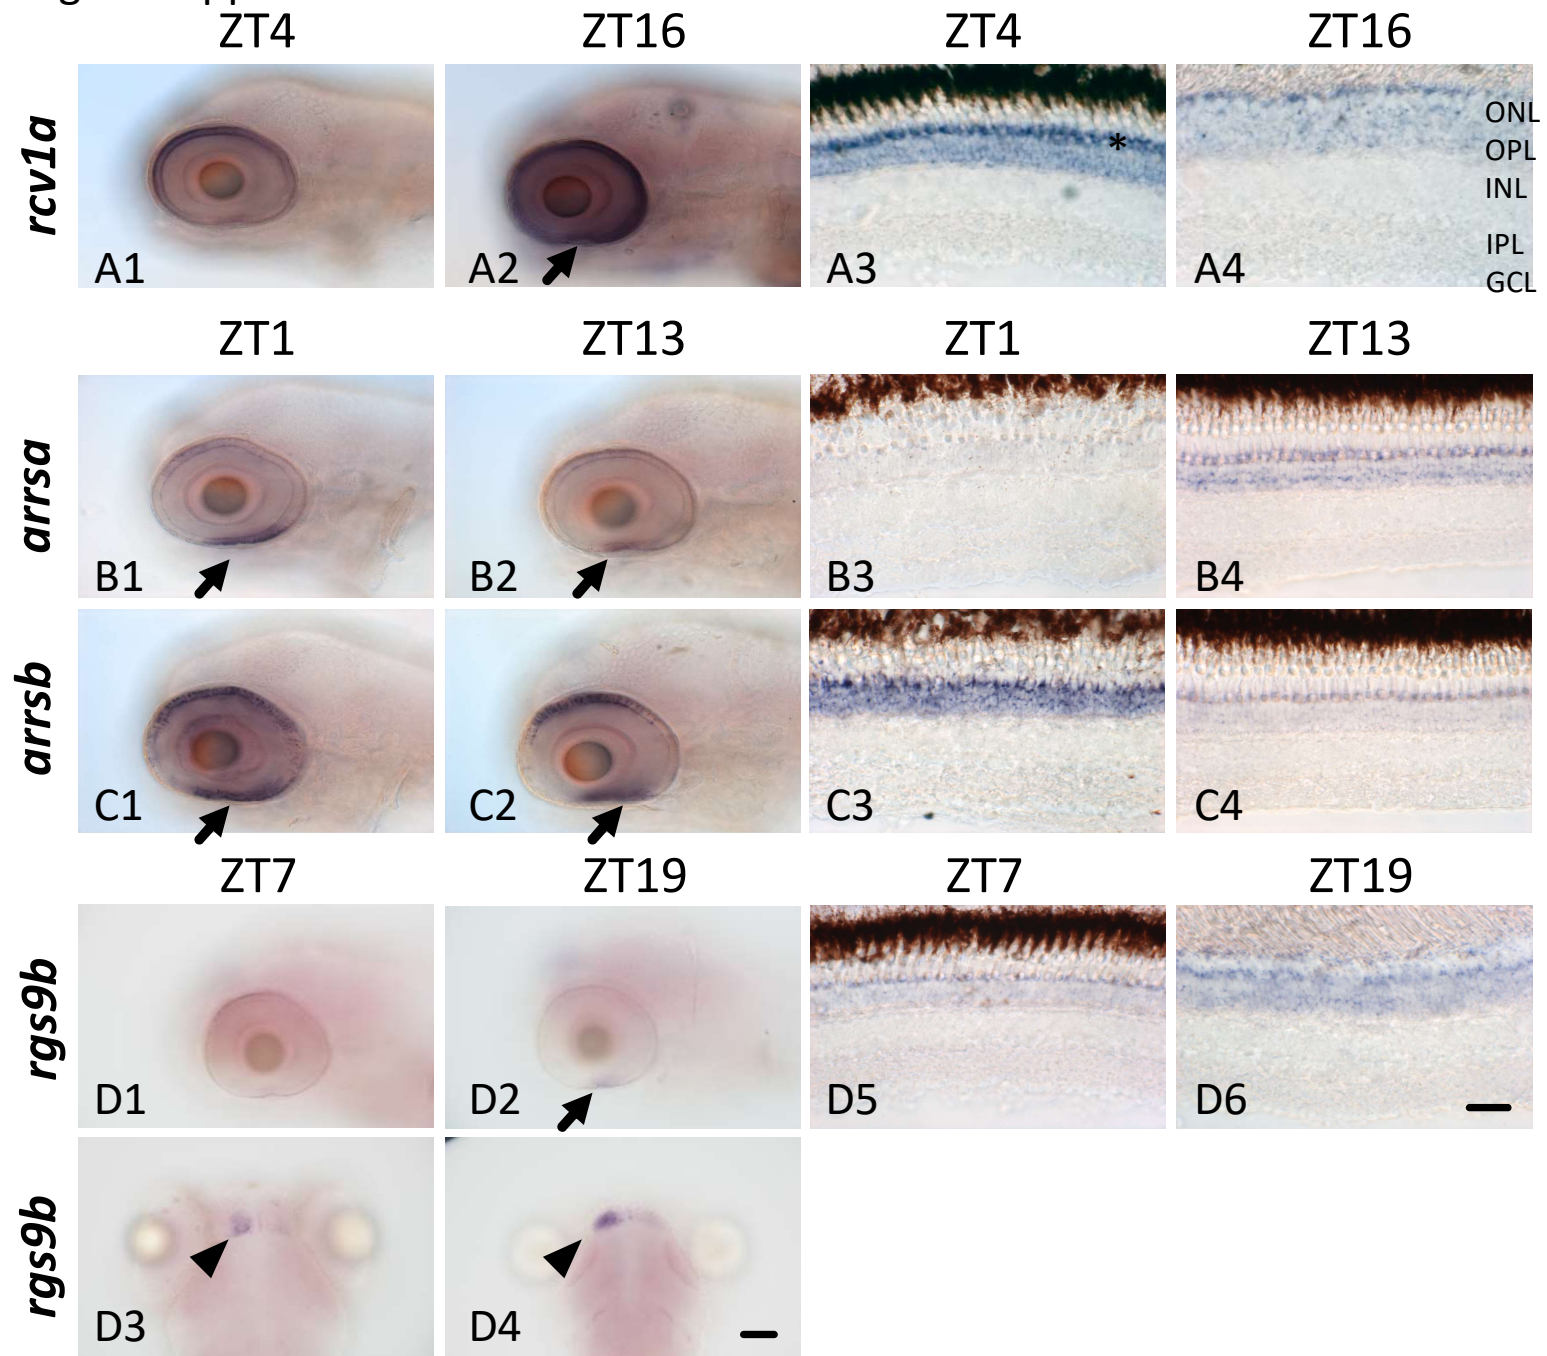 ZT4 ZT16 ZT4 ZT16
rcv1a
A1 A2 A3 * A4
ONL
OPL
INL
IPL
GCL
ZT1 ZT13 ZT1 ZT13
arrsa
B1 B2 B3 B4
arrsb
C1 C2 C3 C4
ZT7 ZT19 ZT7 ZT19
rgs9b
D1 D2 D5 D6
rgs9b
D3 D4